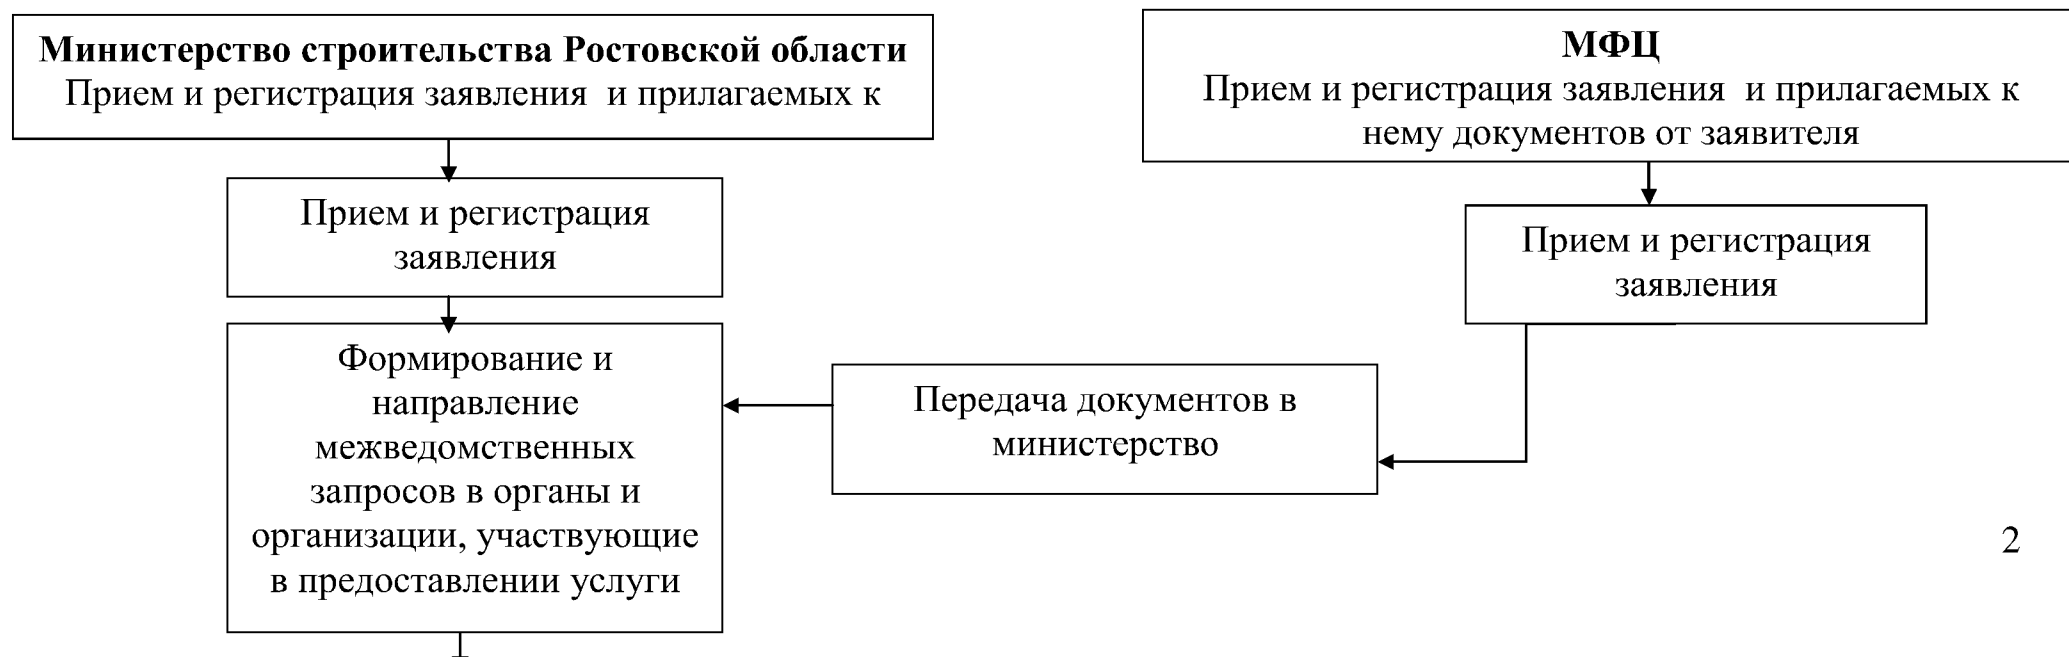 Министерство строительства Ростовской области
Прием и регистрация заявления и прилагаемых к
МФЦ
Прием и регистрация заявления и прилагаемых к
нему документов от заявителя
Прием и регистрация
заявления
Прием и регистрация
заявления
Формирование и
направление
межведомственных
запросов в органы и
организации, участвующие
в предоставлении услуги
Передача документов в
министерство
2